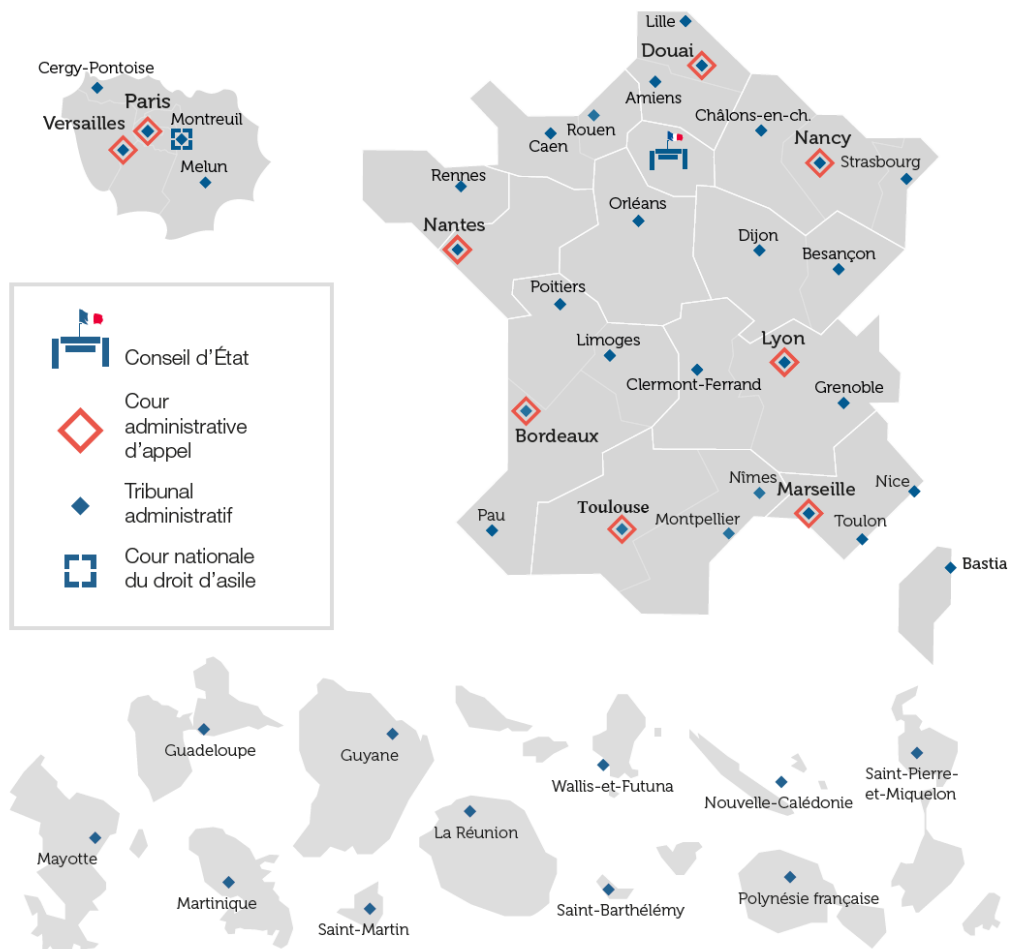 Lille
Douai
Cergy-Pontoise
Amiens
Paris
Montreuil
Versailles
Rouen
Châlons-en-ch.
Caen
Nancy
Strasbourg
Melun
Rennes
Orléans
Nantes
Dijon
Besançon
Poitiers
Limoges
Lyon
Clermont-Ferrand
Grenoble
Bordeaux
Nîmes
Marseille
Nice
Toulouse
Montpellier
Toulon
Pau
Bastia
Conseil d’État
Cour
administrative
d’appel
Tribunal
administratif
Cour nationale
du droit d’asile
Guadeloupe
Guyane
Wallis-et-Futuna
Nouvelle-Calédonie
Saint-Pierre-
et-Miquelon
La Réunion
Mayotte
Martinique
Saint-Martin
Saint-Barthélémy
Polynésie française